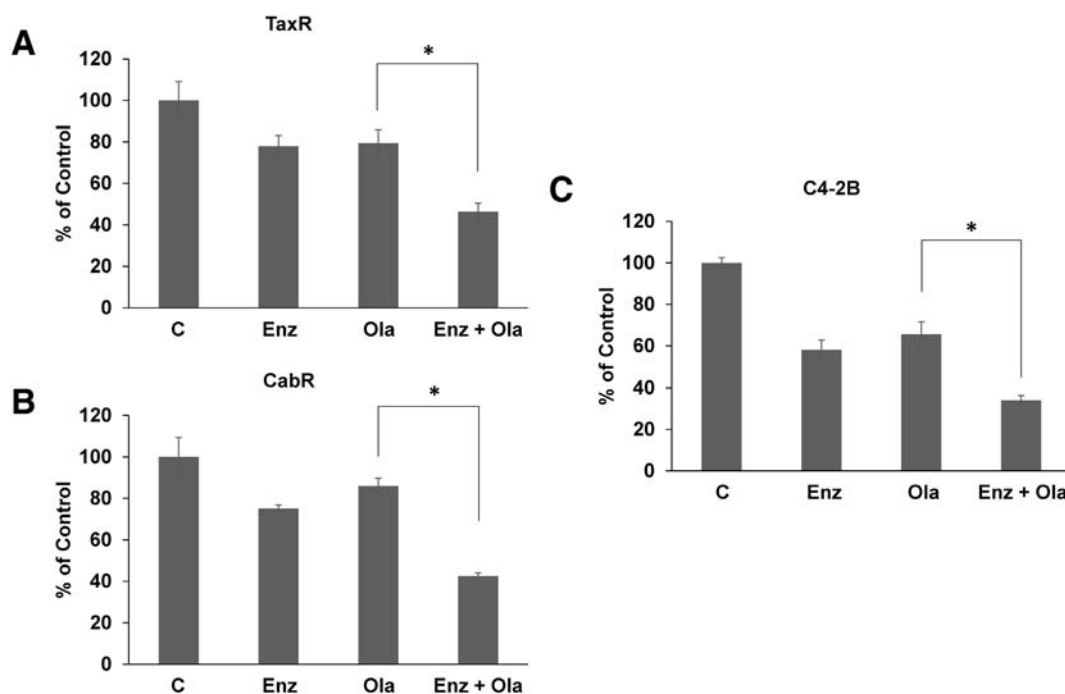 A
TaxR
% of Control
120
100
80
60
40
20
0
*
C Enz Ola Enz + Ola
B
CabR
% of Control
120
100
80
60
40
20
0
*
C Enz Ola Enz + Ola
C
C4-2B
% of Control
120
100
80
60
40
20
0
*
C Enz Ola Enz + Ola